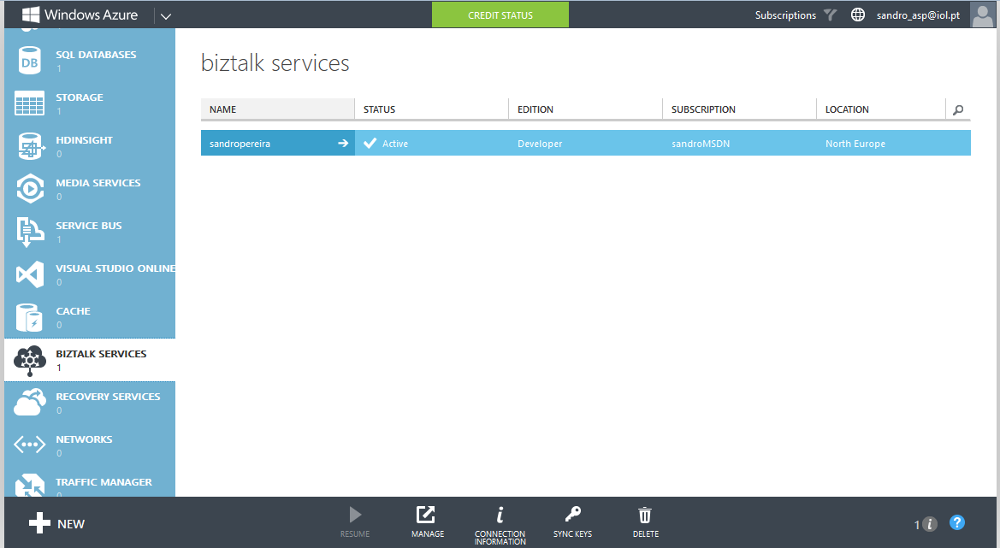 Windows Azure
CREDIT STATUS
Subscriptions
sandro_asp@iol.pt
DB
SQL DATABASES
1
STORAGE
1
HDINSIGHT
0
MEDIA SERVICES
0
SERVICE BUS
1
VISUAL STUDIO ONLINE
0
CACHE
0
BIZTALK SERVICES
1
RECOVERY SERVICES
0
NETWORKS
0
TRAFFIC MANAGER
0
biztalk services
NAME STATUS EDITION SUBSCRIPTION LOCATION
sandropereira Active Developer sandroMSDN North Europe
NEW
RESUME
MANAGE
CONNECTION
INFORMATION
SYNC KEYS
DELETE
1